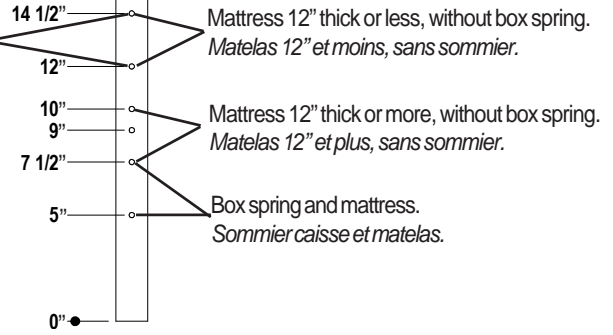 14 1/2”
Mattress 12” thick or less, without box spring.
Matelas 12” et moins, sans sommier.
12”
10”
Mattress 12” thick or more, without box spring.
9”
Matelas 12” et plus, sans sommier.
7 1/2”
5”
Box spring and mattress.
Sommier caisse et matelas.
0”